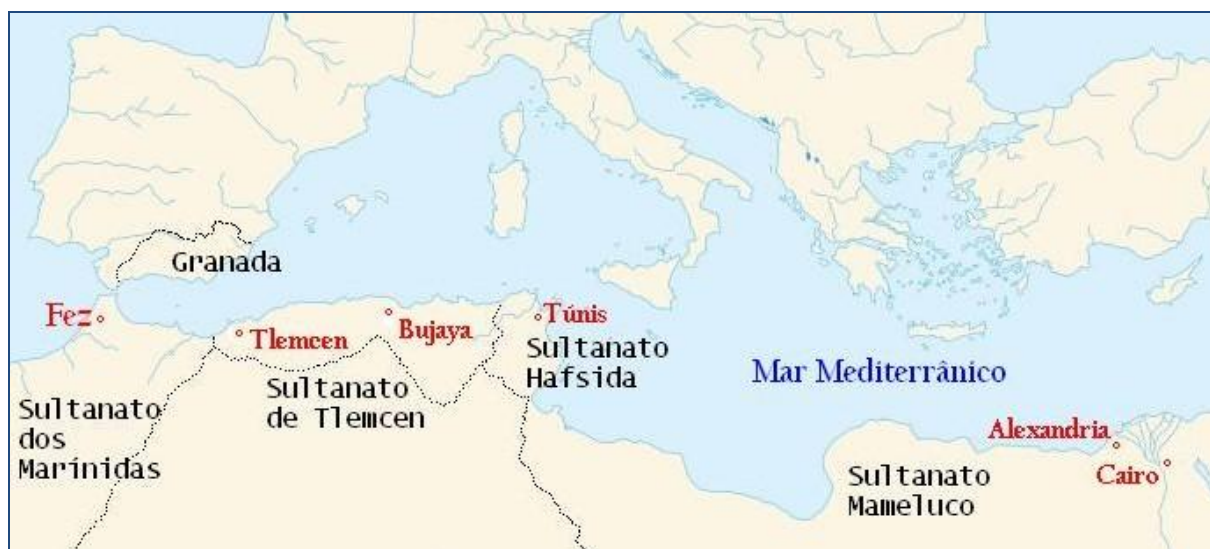 Granada
Fez
Tlemcen
Bujaya
Túnis
Sultanato
Hafsida
Mar Mediterrânico
Sultanato
de Tlemcen
Sultanato
dos
Marínidas
Alexandria
Cairo
Sultanato
Mameluco